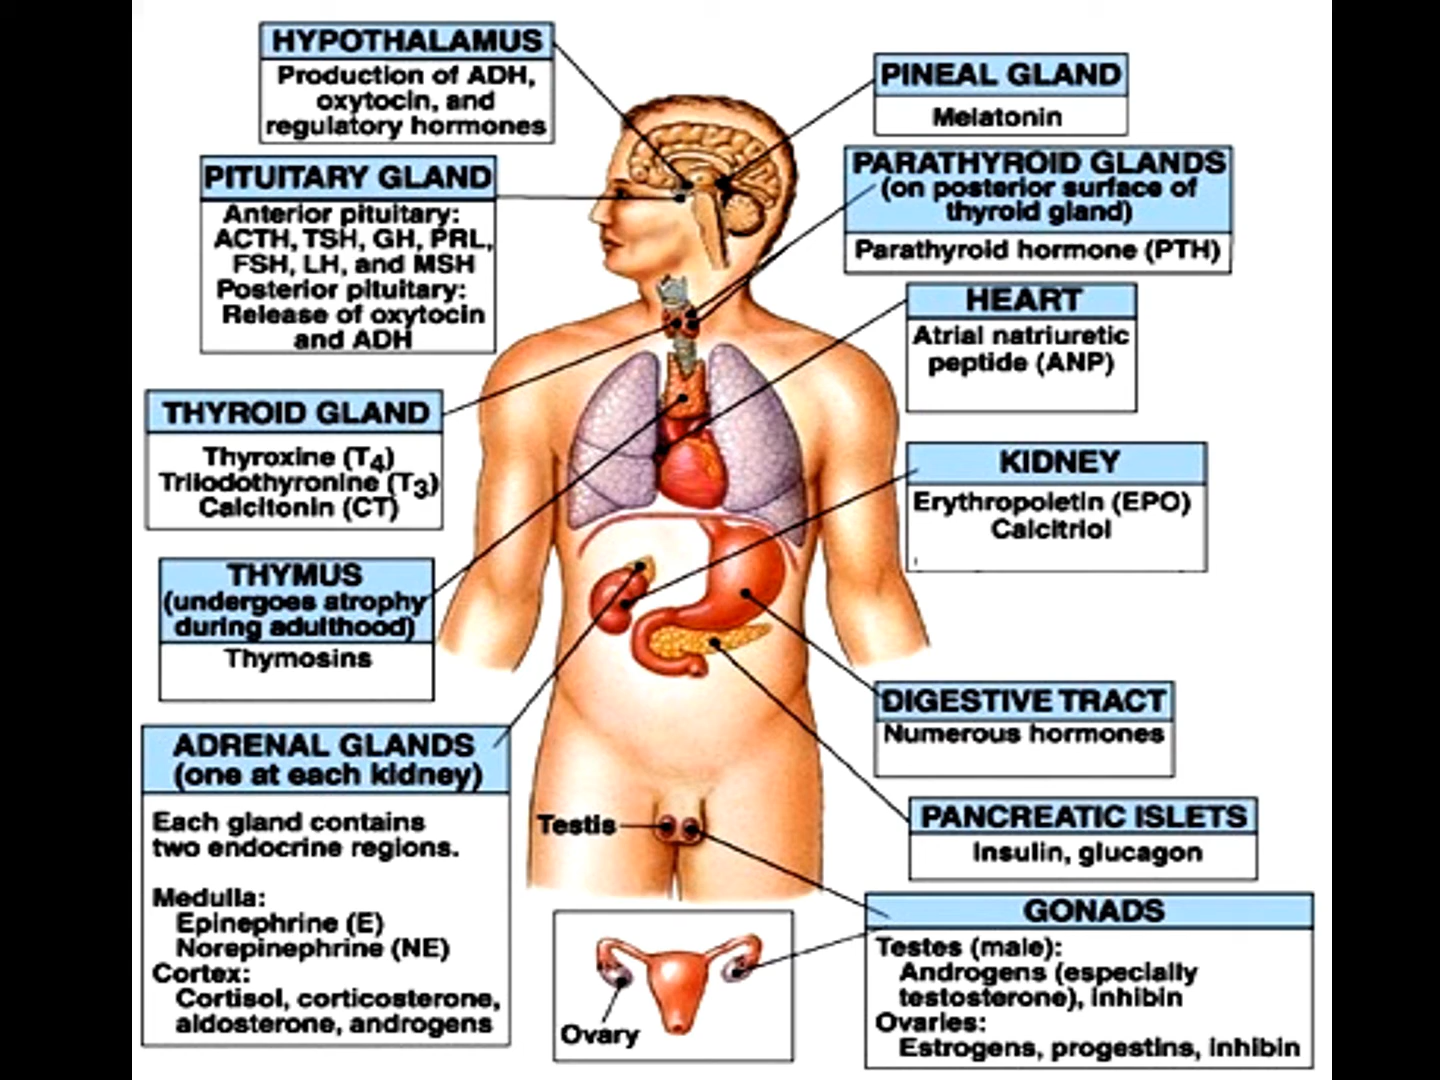 HYPOTHALAMUS
Production of ADH,
oxytocin, and
regulatory hormones
PITUITARY GLAND
Anterior pituitary:
ACTH, TSH, GH, PRL,
FSH, LH, and MSH
Posterior pituitary:
Release of oxytocin
and ADH
THYROID GLAND
Thyroxine (T4)
Triiodothyronine (T3)
Calcitonin (CT)
THYMUS
(undergoes atrophy
during adulthood)
Thymosins
ADRENAL GLANDS
(one at each kidney)
Each gland contains
two endocrine regions.
Medulla:
Epinephrine (E)
Norepinephrine (NE)
Cortex:
Cortisol, corticosterone,
aldosterone, androgens
PINEAL GLAND
Melatonin
PARATHYROID GLANDS
(on posterior surface of
thyroid gland)
Parathyroid hormone (PTH)
HEART
Atrial natriuretic
peptide (ANP)
KIDNEY
Erythropoietin (EPO)
Calcitriol
DIGESTIVE TRACT
Numerous hormones
PANCREATIC ISLETS
Insulin, glucagon
GONADS
Testes (male):
Androgens (especially
testosterone), inhibin
Ovaries:
Estrogens, progestins, inhibin
Testis
Ovary